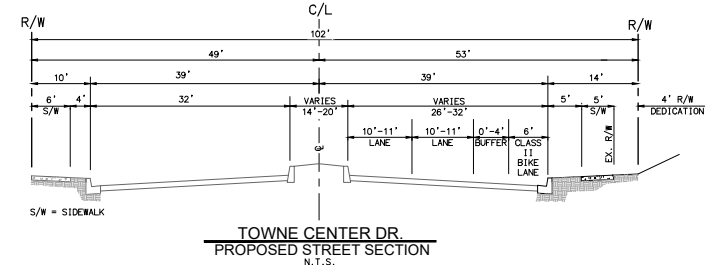 C/L
R/W R/W
102'
49' 53'
10' 39' 39' 14'
6' 4' 32' VARIES VARIES 5' 5' 4' R/W
S/W 14'-20' 26'-32' S/W DEDICATION
10'-11' 10'-11' 0'-4' 6'
LANE LANE BUFFER CLASS
II
BIKE
LANE
EX. R/W
S/W = SIDEWALK
TOWNE CENTER DR.
PROPOSED STREET SECTION
N.T.S.